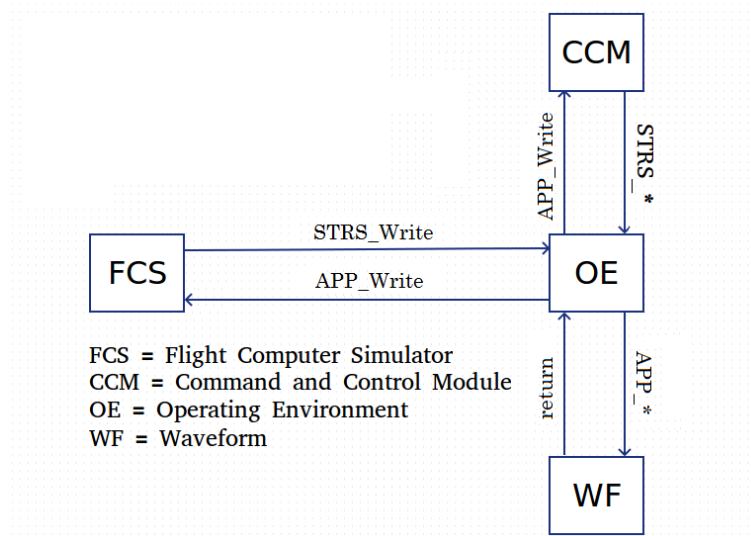 CCM
APP_Write
STRS_*
STRS_Write
FCS
OE
APP_Write
FCS = Flight Computer Simulator
CCM = Command and Control Module
OE = Operating Environment
WF = Waveform
return
APP_*
WF